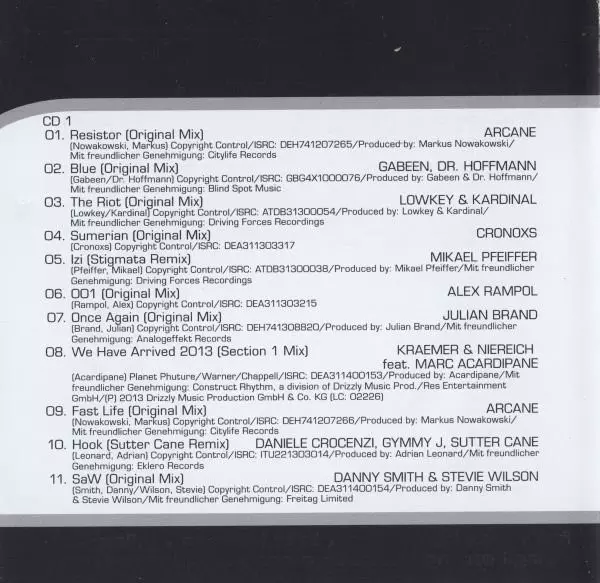 CD 1
01. Resistor (Original Mix) ARCANE
(Nowakowski, Markus) Copyright Control/ISRC: DEH741207265/Produced by: Markus Nowakowski/
Mit freundlicher Genehmigung: Citylife Records
02. Blue (Original Mix) GABEEN, DR. HOFFMANN
(Gabeen/Dr. Hoffmann) Copyright Control/ISRC: GBG4X1000076/Produced by: Gabeen & Dr. Hoffmann/
Mit freundlicher Genehmigung: Blind Spot Music
03. The Riot (Original Mix) LOWKEY & KARDINAL
(Lowkey/Kardinal) Copyright Control/ISRC: ATDB31300054/Produced by: Lowkey & Kardinal/
Mit freundlicher Genehmigung: Driving Forces Recordings
04. Sumerian (Original Mix) CRONOXS
(Cronoxs) Copyright Control/ISRC: DEA311303317
05. Izi (Stigmata Remix) MIKAEL PFEIFFER
(Pfeiffer, Mikael) Copyright Control/ISRC: ATDB31300038/Produced by: Mikael Pfeiffer/Mit freundlicher
Genehmigung: Driving Forces Recordings
06. 001 (Original Mix) ALEX RAMPOL
(Rampol, Alex) Copyright Control/ISRC: DEA311303215
07. Once Again (Original Mix) JULIAN BRAND
(Brand, Julian) Copyright Control/ISRC: DEH741308820/Produced by: Julian Brand/Mit freundlicher
Genehmigung: Analogeffekt Records
08. We Have Arrived 2013 (Section 1 Mix) KRAEMER & NIEREICH
feat. MARC ACARDIPANE
(Acardipane) Planet Phuture/Warner/Chappell/ISRC: DEA311400153/Produced by: Acardipane/Mit
freundlicher Genehmigung: Construct Rhythm, a division of Drizzly Music Prod./Res Entertainment
GmbH/(P) 2013 Drizzly Music Production GmbH & Co. KG (LC: 02226)
09. Fast Life (Original Mix) ARCANE
(Nowakowski, Markus) Copyright Control/ISRC: DEH741207266/Produced by: Markus Nowakowski/
Mit freundlicher Genehmigung: Citylife Records
10. Hook (Sutter Cane Remix) DANIELE CROCENZI, GYMMY J, SUTTER CANE
(Leonard, Adrian) Copyright Control/ISRC: ITU221303014/Produced by: Adrian Leonard/Mit freundlicher
Genehmigung: Eklero Records
11. SaW (Original Mix) DANNY SMITH & STEVIE WILSON
(Smith, Danny/Wilson, Stevie) Copyright Control/ISRC: DEA311400154/Produced by: Danny Smith
& Stevie Wilson/Mit freundlicher Genehmigung: Freitag Limited